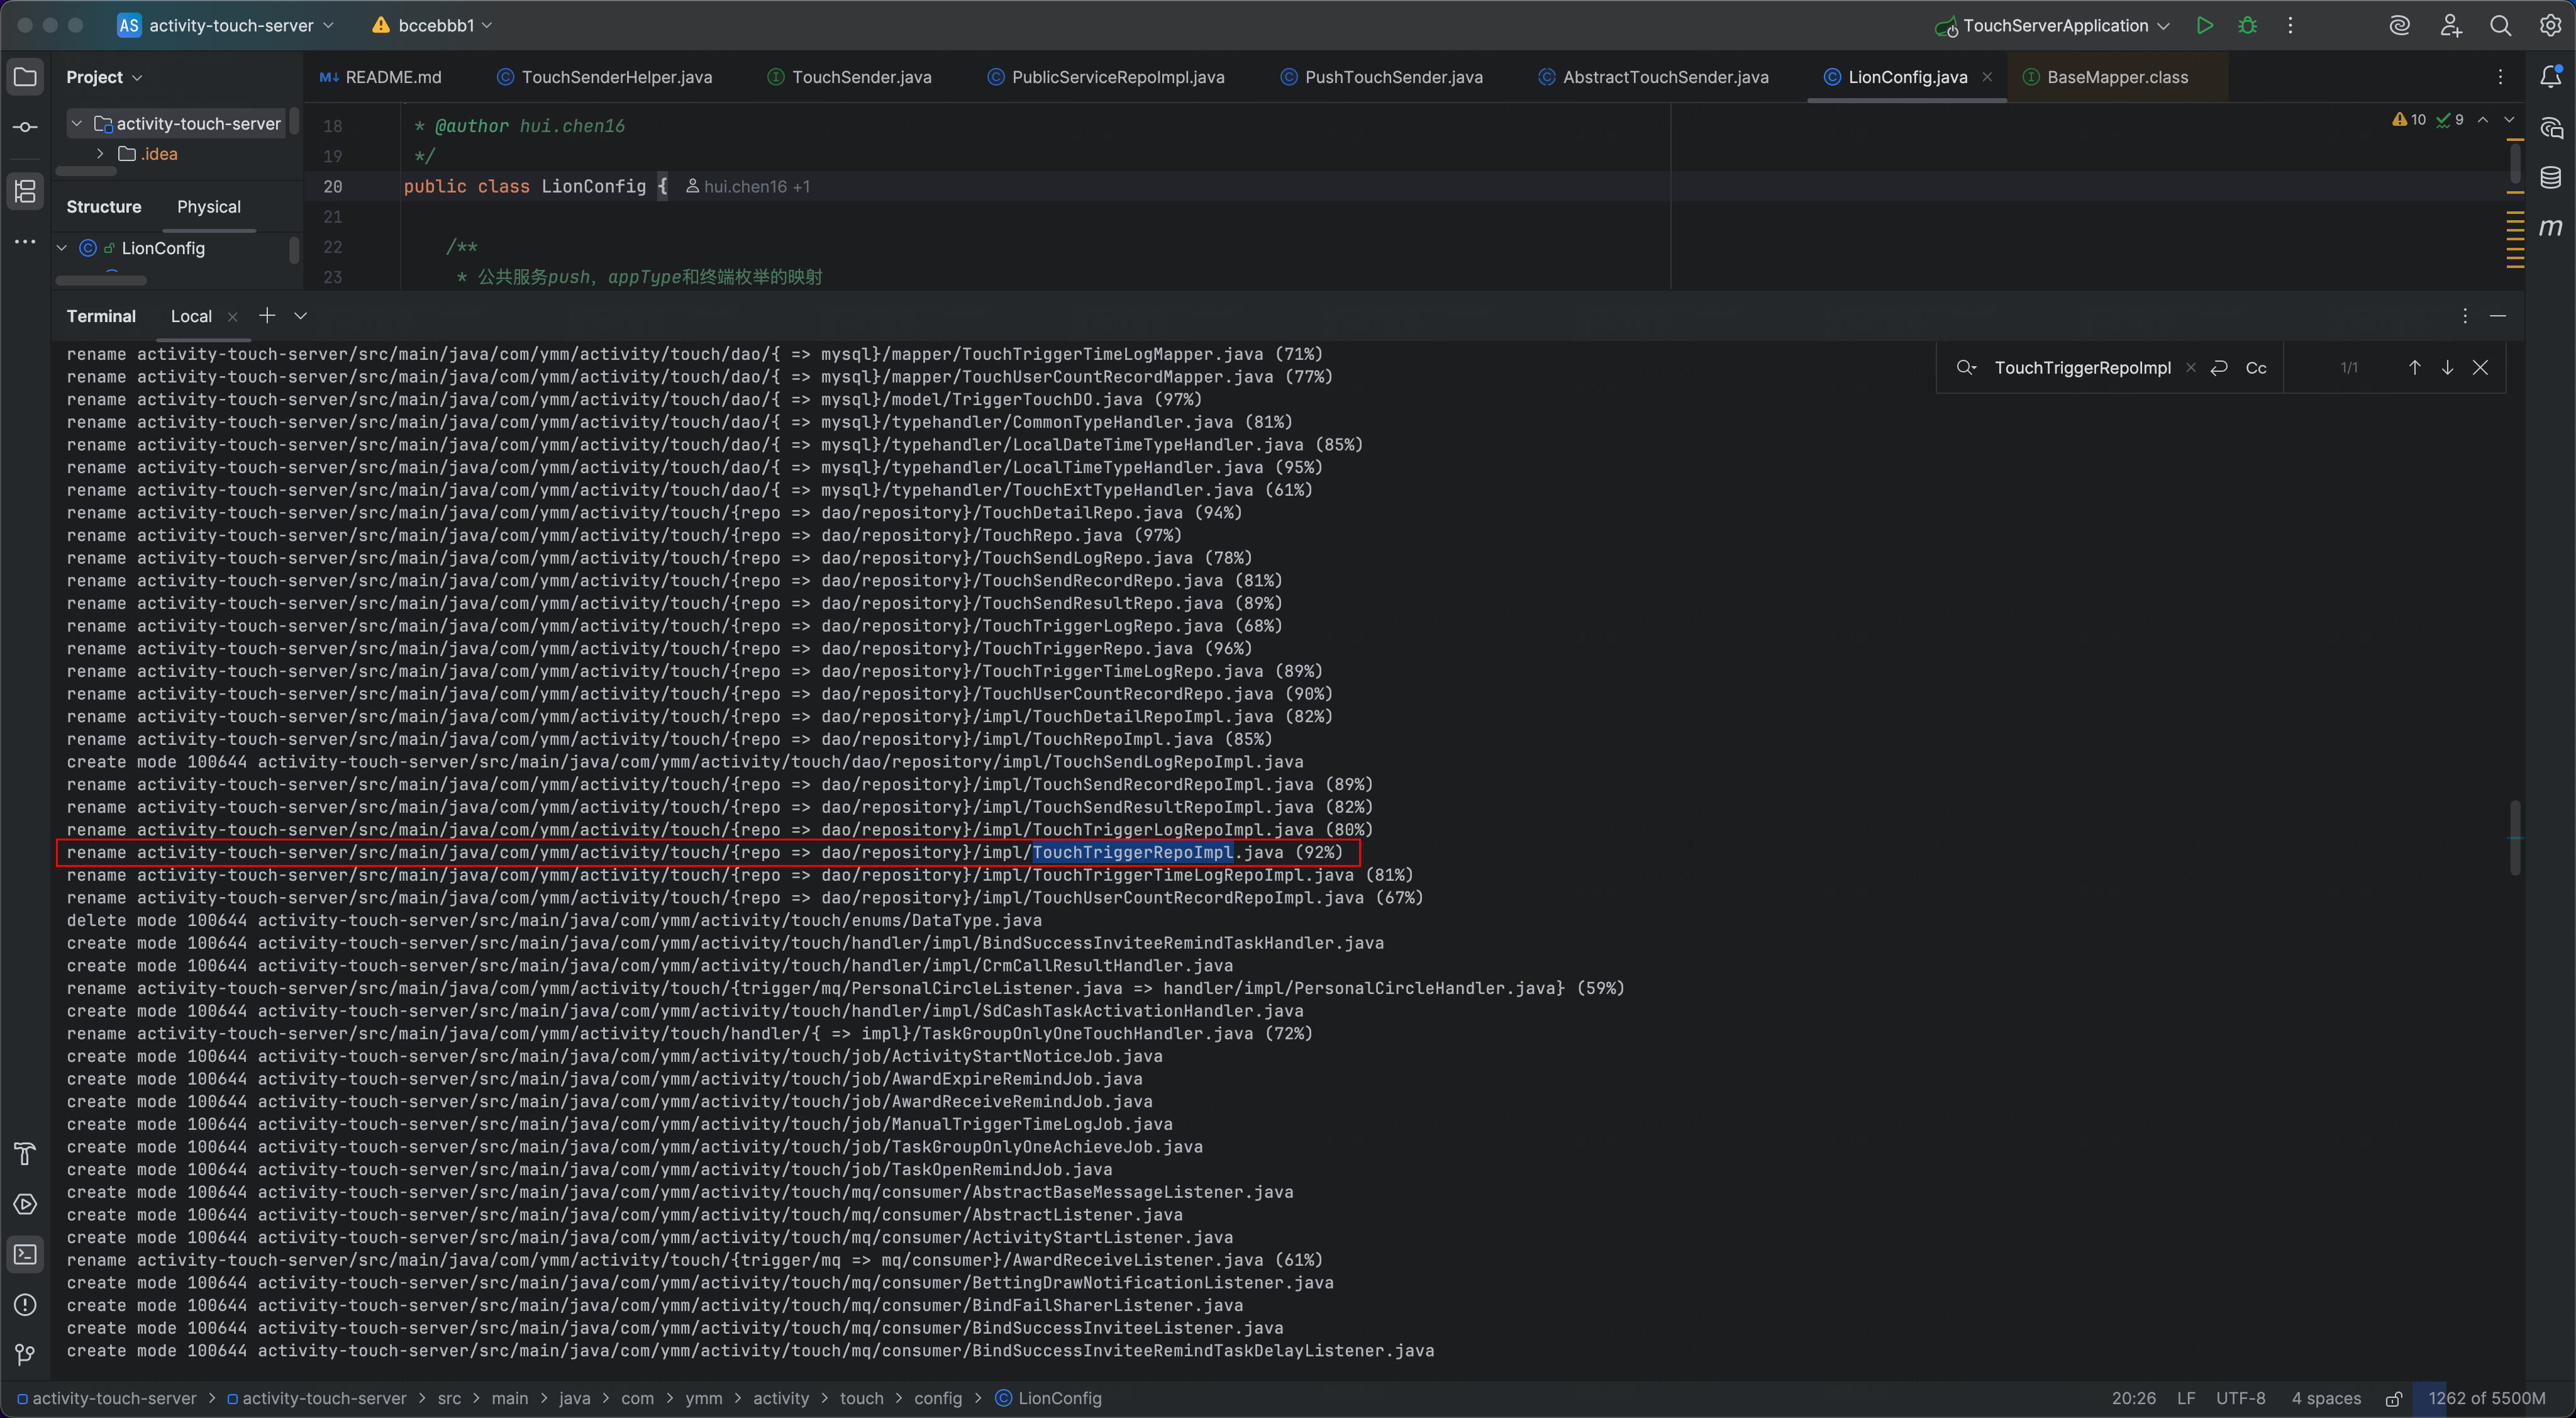 AS activity-touch-server bccebbb1 TouchServerApplication
Project
README.md TouchSenderHelper.java TouchSender.java PublicServiceRepoImpl.java PushTouchSender.java AbstractTouchSender.java LionConfig.java BaseMapper.class
activity-touch-server
.idea
Structure Physical
LionConfig
18 * @author hui.chen16
19 */
20 public class LionConfig { hui.chen16 +1
21
22 /**
23 * 公共服务push，appType和终端枚举的映射
10 9
Terminal Local
TouchTriggerRepoImpl Cc 1/1
rename activity-touch-server/src/main/java/com/ymm/activity/touch/dao/{ => mysql}/mapper/TouchTriggerTimeLogMapper.java (71%)
rename activity-touch-server/src/main/java/com/ymm/activity/touch/dao/{ => mysql}/mapper/TouchUserCountRecordMapper.java (77%)
rename activity-touch-server/src/main/java/com/ymm/activity/touch/dao/{ => mysql}/model/TriggerTouchDO.java (97%)
rename activity-touch-server/src/main/java/com/ymm/activity/touch/dao/{ => mysql}/typehandler/CommonTypeHandler.java (81%)
rename activity-touch-server/src/main/java/com/ymm/activity/touch/dao/{ => mysql}/typehandler/LocalDateTimeTypeHandler.java (85%)
rename activity-touch-server/src/main/java/com/ymm/activity/touch/dao/{ => mysql}/typehandler/LocalTimeTypeHandler.java (95%)
rename activity-touch-server/src/main/java/com/ymm/activity/touch/dao/{ => mysql}/typehandler/TouchExtTypeHandler.java (61%)
rename activity-touch-server/src/main/java/com/ymm/activity/touch/{repo => dao/repository}/TouchDetailRepo.java (94%)
rename activity-touch-server/src/main/java/com/ymm/activity/touch/{repo => dao/repository}/TouchRepo.java (97%)
rename activity-touch-server/src/main/java/com/ymm/activity/touch/{repo => dao/repository}/TouchSendLogRepo.java (78%)
rename activity-touch-server/src/main/java/com/ymm/activity/touch/{repo => dao/repository}/TouchSendRecordRepo.java (81%)
rename activity-touch-server/src/main/java/com/ymm/activity/touch/{repo => dao/repository}/TouchSendResultRepo.java (89%)
rename activity-touch-server/src/main/java/com/ymm/activity/touch/{repo => dao/repository}/TouchTriggerLogRepo.java (68%)
rename activity-touch-server/src/main/java/com/ymm/activity/touch/{repo => dao/repository}/TouchTriggerRepo.java (96%)
rename activity-touch-server/src/main/java/com/ymm/activity/touch/{repo => dao/repository}/TouchTriggerTimeLogRepo.java (89%)
rename activity-touch-server/src/main/java/com/ymm/activity/touch/{repo => dao/repository}/TouchUserCountRecordRepo.java (90%)
rename activity-touch-server/src/main/java/com/ymm/activity/touch/{repo => dao/repository}/impl/TouchDetailRepoImpl.java (82%)
rename activity-touch-server/src/main/java/com/ymm/activity/touch/{repo => dao/repository}/impl/TouchRepoImpl.java (85%)
create mode 100644 activity-touch-server/src/main/java/com/ymm/activity/touch/dao/repository/impl/TouchSendLogRepoImpl.java
rename activity-touch-server/src/main/java/com/ymm/activity/touch/{repo => dao/repository}/impl/TouchSendRecordRepoImpl.java (89%)
rename activity-touch-server/src/main/java/com/ymm/activity/touch/{repo => dao/repository}/impl/TouchSendResultRepoImpl.java (82%)
rename activity-touch-server/src/main/java/com/ymm/activity/touch/{repo => dao/repository}/impl/TouchTriggerLogRepoImpl.java (80%)
rename activity-touch-server/src/main/java/com/ymm/activity/touch/{repo => dao/repository}/impl/TouchTriggerRepoImpl.java (92%)
rename activity-touch-server/src/main/java/com/ymm/activity/touch/{repo => dao/repository}/impl/TouchTriggerTimeLogRepoImpl.java (81%)
rename activity-touch-server/src/main/java/com/ymm/activity/touch/{repo => dao/repository}/impl/TouchUserCountRecordRepoImpl.java (67%)
delete mode 100644 activity-touch-server/src/main/java/com/ymm/activity/touch/enums/DataType.java
create mode 100644 activity-touch-server/src/main/java/com/ymm/activity/touch/handler/impl/BindSuccessInviteeRemindTaskHandler.java
create mode 100644 activity-touch-server/src/main/java/com/ymm/activity/touch/handler/impl/CrmCallResultHandler.java
rename activity-touch-server/src/main/java/com/ymm/activity/touch/{trigger/mq/PersonalCircleListener.java => handler/impl/PersonalCircleHandler.java} (59%)
create mode 100644 activity-touch-server/src/main/java/com/ymm/activity/touch/handler/impl/SdCashTaskActivationHandler.java
rename activity-touch-server/src/main/java/com/ymm/activity/touch/handler/{ => impl}/TaskGroupOnlyOneTouchHandler.java (72%)
create mode 100644 activity-touch-server/src/main/java/com/ymm/activity/touch/job/ActivityStartNoticeJob.java
create mode 100644 activity-touch-server/src/main/java/com/ymm/activity/touch/job/AwardExpireRemindJob.java
create mode 100644 activity-touch-server/src/main/java/com/ymm/activity/touch/job/AwardReceiveRemindJob.java
create mode 100644 activity-touch-server/src/main/java/com/ymm/activity/touch/job/ManualTriggerTimeLogJob.java
create mode 100644 activity-touch-server/src/main/java/com/ymm/activity/touch/job/TaskGroupOnlyOneAchieveJob.java
create mode 100644 activity-touch-server/src/main/java/com/ymm/activity/touch/job/TaskOpenRemindJob.java
create mode 100644 activity-touch-server/src/main/java/com/ymm/activity/touch/mq/consumer/AbstractBaseMessageListener.java
create mode 100644 activity-touch-server/src/main/java/com/ymm/activity/touch/mq/consumer/AbstractListener.java
create mode 100644 activity-touch-server/src/main/java/com/ymm/activity/touch/mq/consumer/ActivityStartListener.java
rename activity-touch-server/src/main/java/com/ymm/activity/touch/{trigger/mq => mq/consumer}/AwardReceiveListener.java (61%)
create mode 100644 activity-touch-server/src/main/java/com/ymm/activity/touch/mq/consumer/BettingDrawNotificationListener.java
create mode 100644 activity-touch-server/src/main/java/com/ymm/activity/touch/mq/consumer/BindFailSharerListener.java
create mode 100644 activity-touch-server/src/main/java/com/ymm/activity/touch/mq/consumer/BindSuccessInviteeListener.java
create mode 100644 activity-touch-server/src/main/java/com/ymm/activity/touch/mq/consumer/BindSuccessInviteeRemindTaskDelayListener.java
activity-touch-server > activity-touch-server > src > main > java > com > ymm > activity > touch > config > LionConfig 20:26 LF UTF-8 4 spaces 1262 of 5500M